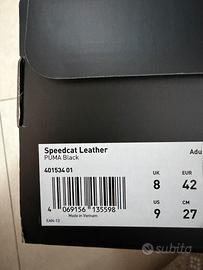 Speedcat Leather
PUMA Black
Adu
401534 01
UK
EUR
8
42
US
CM
9
27
4 069156 135598
Made in Vietnam
EAN-13
subito